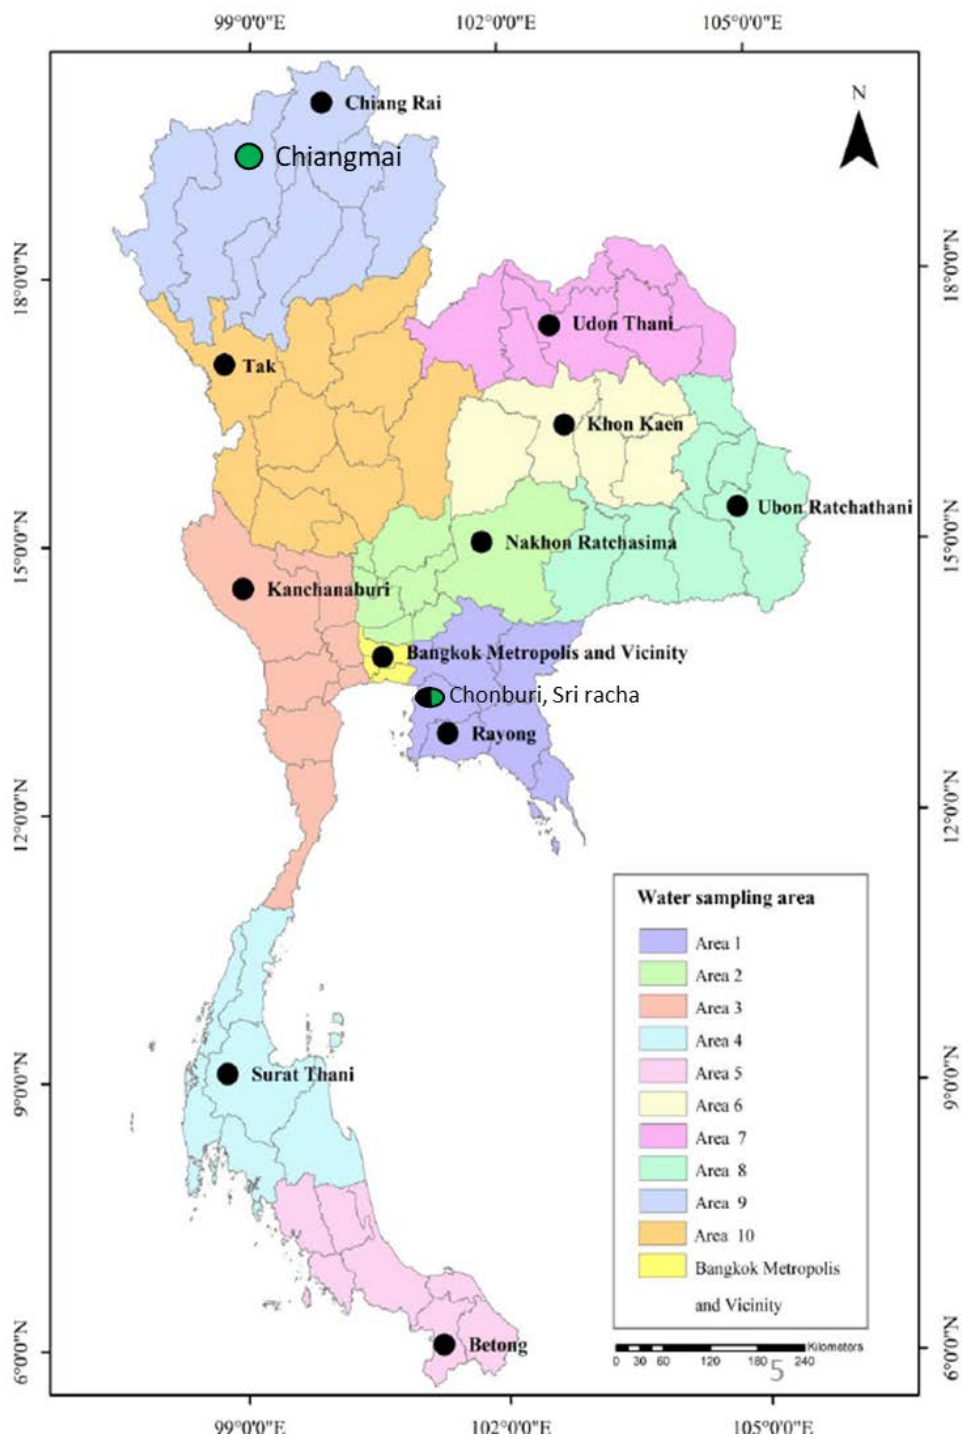 99°0'0"E 102°0'0"E 105°0'0"E
N
Chiang Rai
Chiangmai
18°0'0"N 18°0'0"N
Udon Thani
Tak
Khon Kaen
Ubon Ratchathani
15°0'0"N 15°0'0"N
Nakhon Ratchasima
Kanchanaburi
Bangkok Metropolis and Vicinity
Chonburi, Sri racha
Rayong
12°0'0"N 12°0'0"N
Water sampling area
Area 1
Area 2
Area 3
Area 4
Area 5
Area 6
Area 7
Area 8
Area 9
Area 10
Bangkok Metropolis
and Vicinity
9°0'0"N 9°0'0"N
Surat Thani
Betong
6°0'0"N 6°0'0"N
Kilometers
0 30 60 120 180 240
5
99°0'0"E 102°0'0"E 105°0'0"E